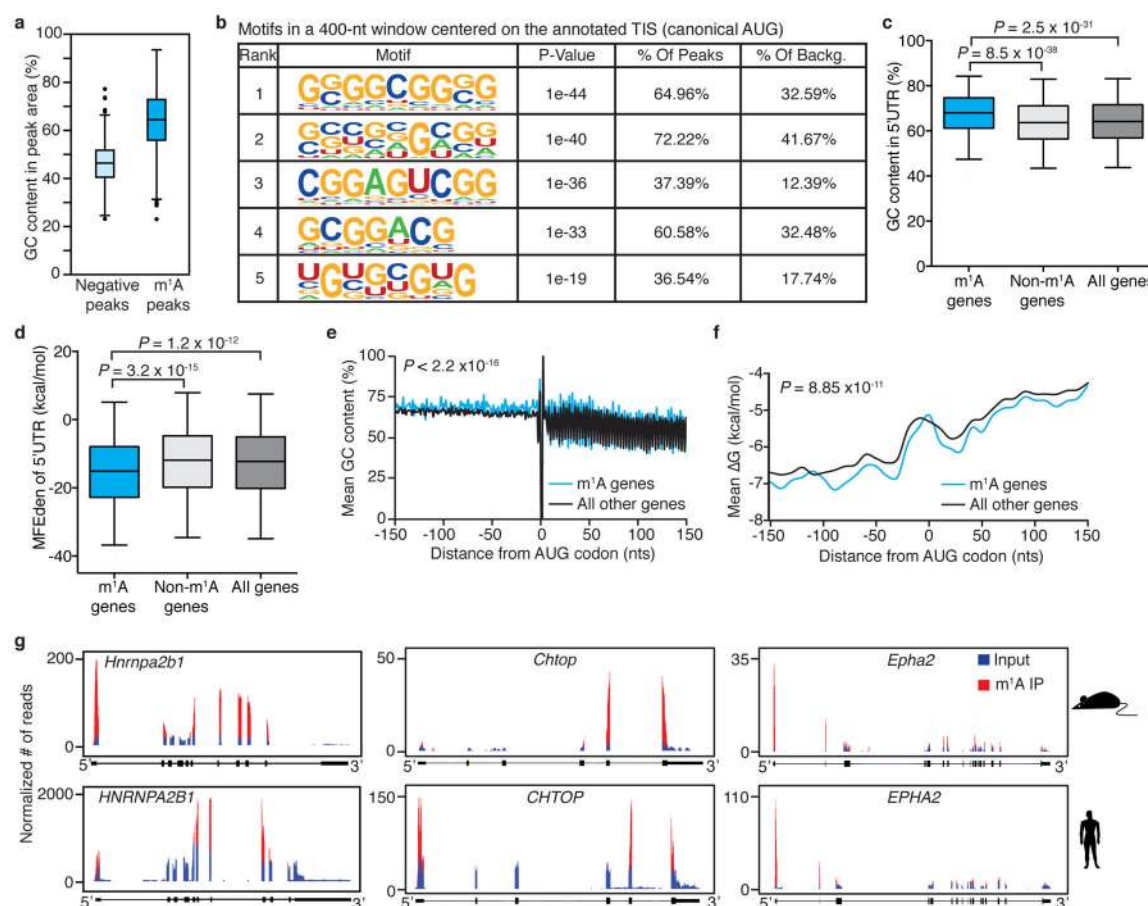 a
GC content in peak area (%)
100
80
60
40
20
0
Negative peaks
m¹A peaks
b Motifs in a 400-nt window centered on the annotated TIS (canonical AUG)
Rank Motif P-Value % Of Peaks % Of Backg.
1 GGGGCGGGG 1e-44 64.96% 32.59%
2 GCCGCGCGG 1e-40 72.22% 41.67%
3 CGGAGUCGG 1e-36 37.39% 12.39%
4 GCGGACG 1e-33 60.58% 32.48%
5 UGUGCGUG 1e-19 36.54% 17.74%
c
P = 2.5 x 10⁻³¹
P = 8.5 x 10⁻³⁸
GC content in 5'UTR (%)
100
80
60
40
20
0
m¹A genes
Non-m¹A genes
All genes
d
P = 1.2 x 10⁻¹²
P = 3.2 x 10⁻¹⁵
MFEden of 5'UTR (kcal/mol)
20
0
-20
-40
m¹A genes
Non-m¹A genes
All genes
e
P < 2.2 x10⁻¹⁶
Mean GC content (%)
100
75
50
25
0
m¹A genes
All other genes
-150 -100 -50 0 50 100 150
Distance from AUG codon (nts)
f
P = 8.85 x10⁻¹¹
Mean ΔG (kcal/mol)
-4
-5
-6
-7
-8
m¹A genes
All other genes
-150 -100 -50 0 50 100 150
Distance from AUG codon (nts)
g
Normalized # of reads
Hnrnpa2b1
200
0
5' 3'
Chtop
50
0
5' 3'
Epha2
35
0
Input
m¹A IP
5' 3'
HNRNPA2B1
2000
0
5' 3'
CHTOP
150
0
5' 3'
EPHA2
110
0
5' 3'